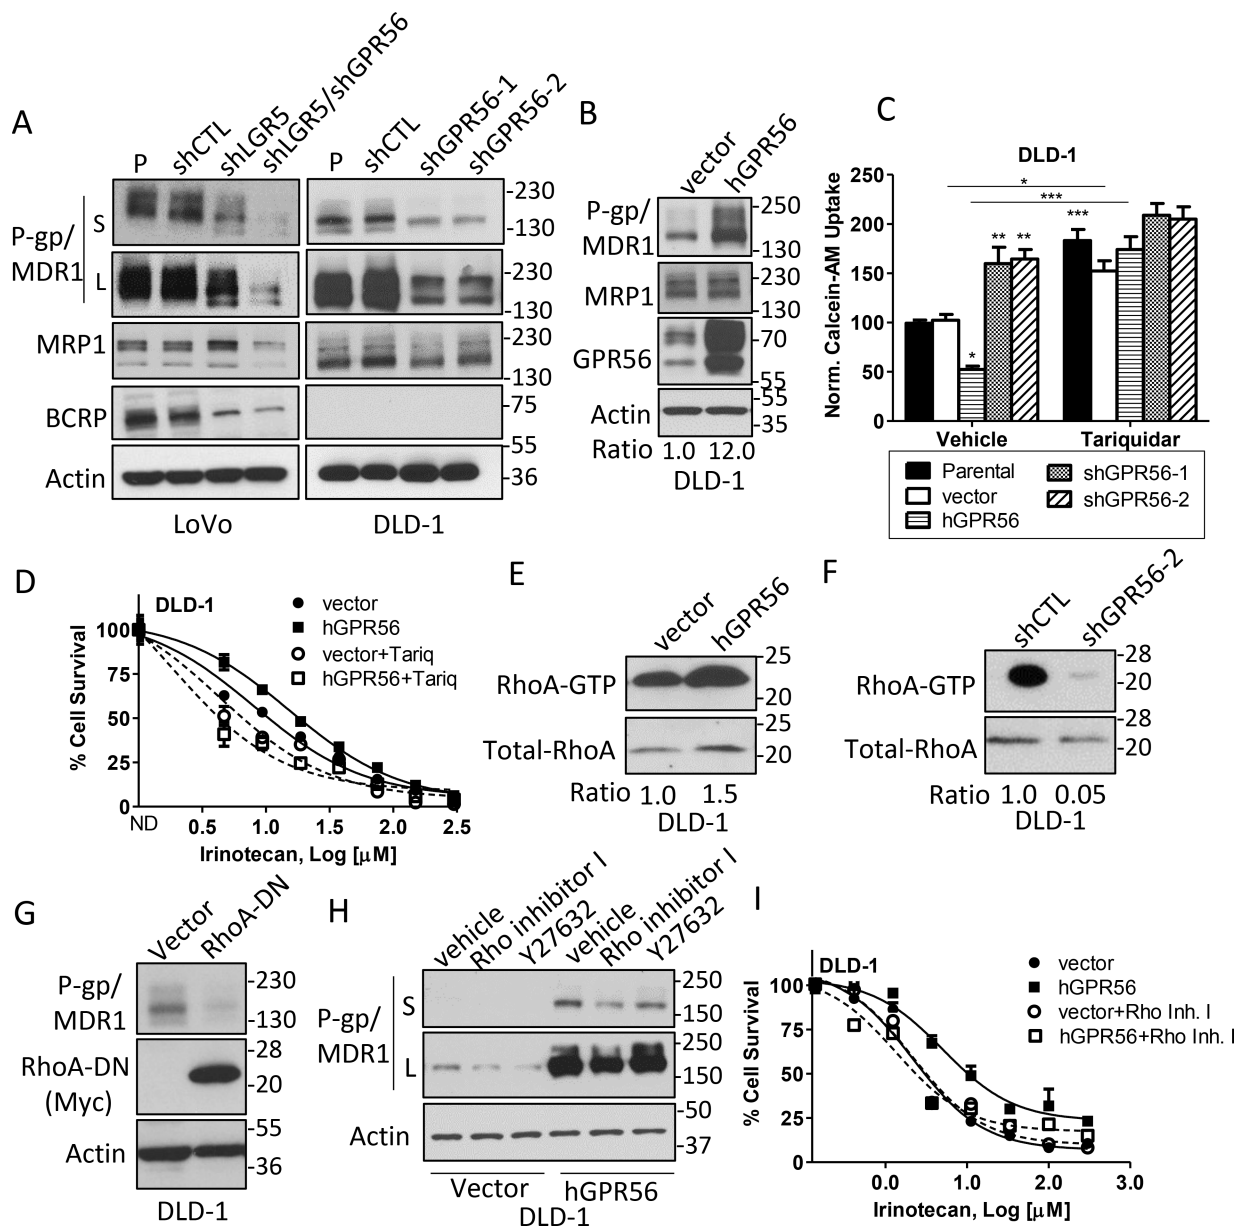 A
P
shCTL
shLGR5
shLGR5/shGPR56
P
shCTL
shGPR56-1
shGPR56-2
P-gp/
MDR1
S
L
-230
-130
-230
-130
MRP1
-230
-130
BCRP
-75
-55
Actin
-36
LoVo
DLD-1
B
vector
hGPR56
P-gp/
MDR1
-250
-130
MRP1
-230
-130
GPR56
-70
-55
Actin
-55
-35
Ratio 1.0 12.0
DLD-1
C
DLD-1
Norm. Calcein-AM Uptake
250
200
150
100
50
0
*
***
***
** **
*
Vehicle
Tariquidar
Parental
vector
hGPR56
shGPR56-1
shGPR56-2
D
DLD-1
vector
hGPR56
vector+Tariq
hGPR56+Tariq
% Cell Survival
100
75
50
25
0
ND 0.5 1.0 1.5 2.0 2.5
Irinotecan, Log [μM]
E
vector
hGPR56
RhoA-GTP
-25
-20
Total-RhoA
-25
-20
Ratio 1.0 1.5
DLD-1
F
shCTL
shGPR56-2
RhoA-GTP
-28
-20
Total-RhoA
-28
-20
Ratio 1.0 0.05
DLD-1
G
Vector
RhoA-DN
P-gp/
MDR1
-230
-130
RhoA-DN
(Myc)
-28
-20
Actin
-55
-36
DLD-1
H
vehicle
Rho inhibitor I
Y27632
vehicle
Rho inhibitor I
Y27632
P-gp/
MDR1
S
L
-250
-150
-250
-150
Actin
-50
-37
Vector
hGPR56
DLD-1
I
DLD-1
vector
hGPR56
vector+Rho Inh. I
hGPR56+Rho Inh. I
% Cell Survival
100
75
50
25
0
0.0 1.0 2.0 3.0
Irinotecan, Log [μM]